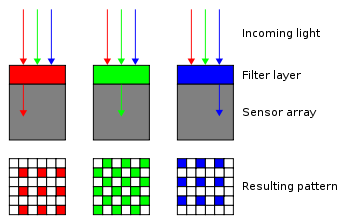 Incoming light
Filter layer
Sensor array
Resulting pattern